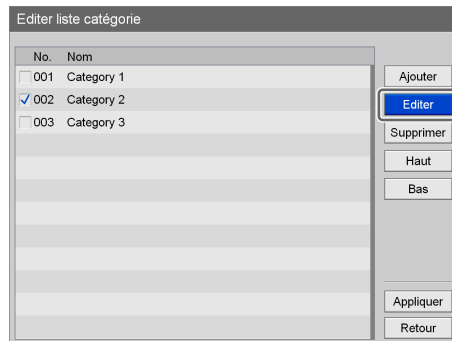 Editer liste catégorie
No. Nom
001 Category 1
002 Category 2
003 Category 3
Ajouter
Editer
Supprimer
Haut
Bas
Appliquer
Retour